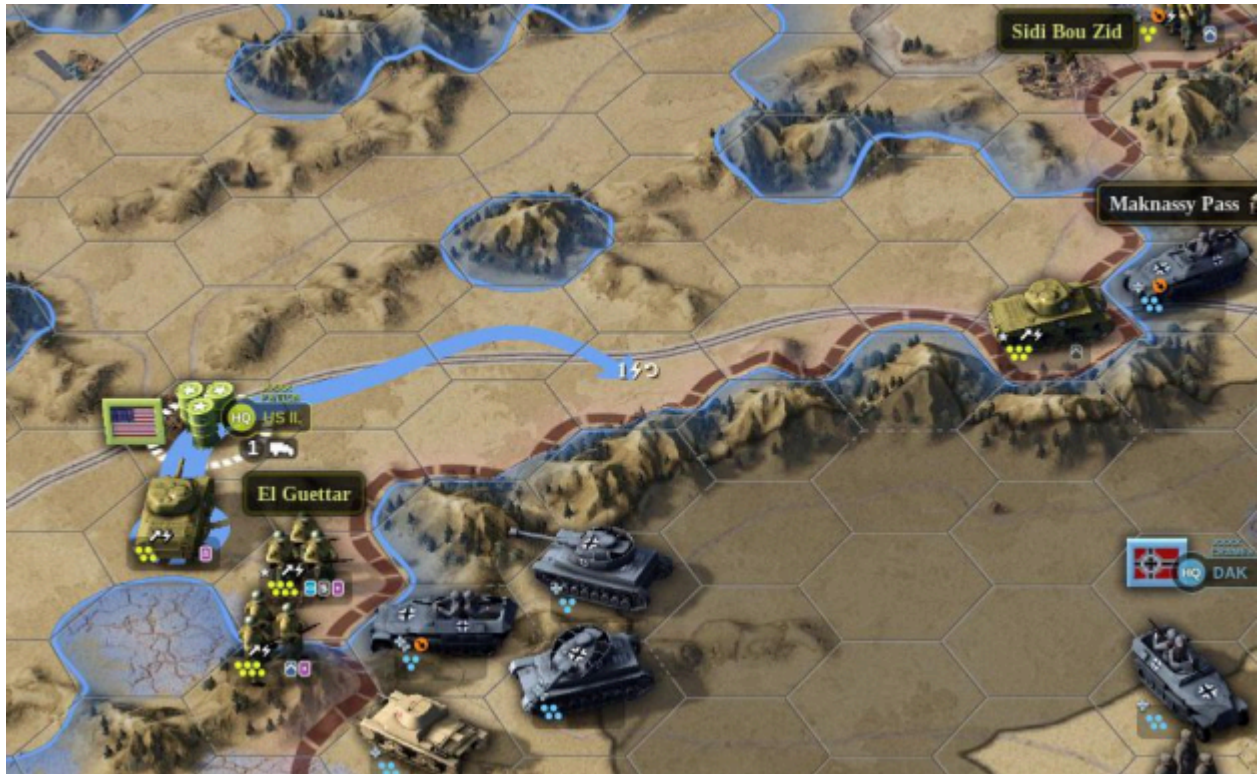 Sidi Bou Zid
Maknassy Pass
1
HQ US II.
1
El Guettar
HQ DAK